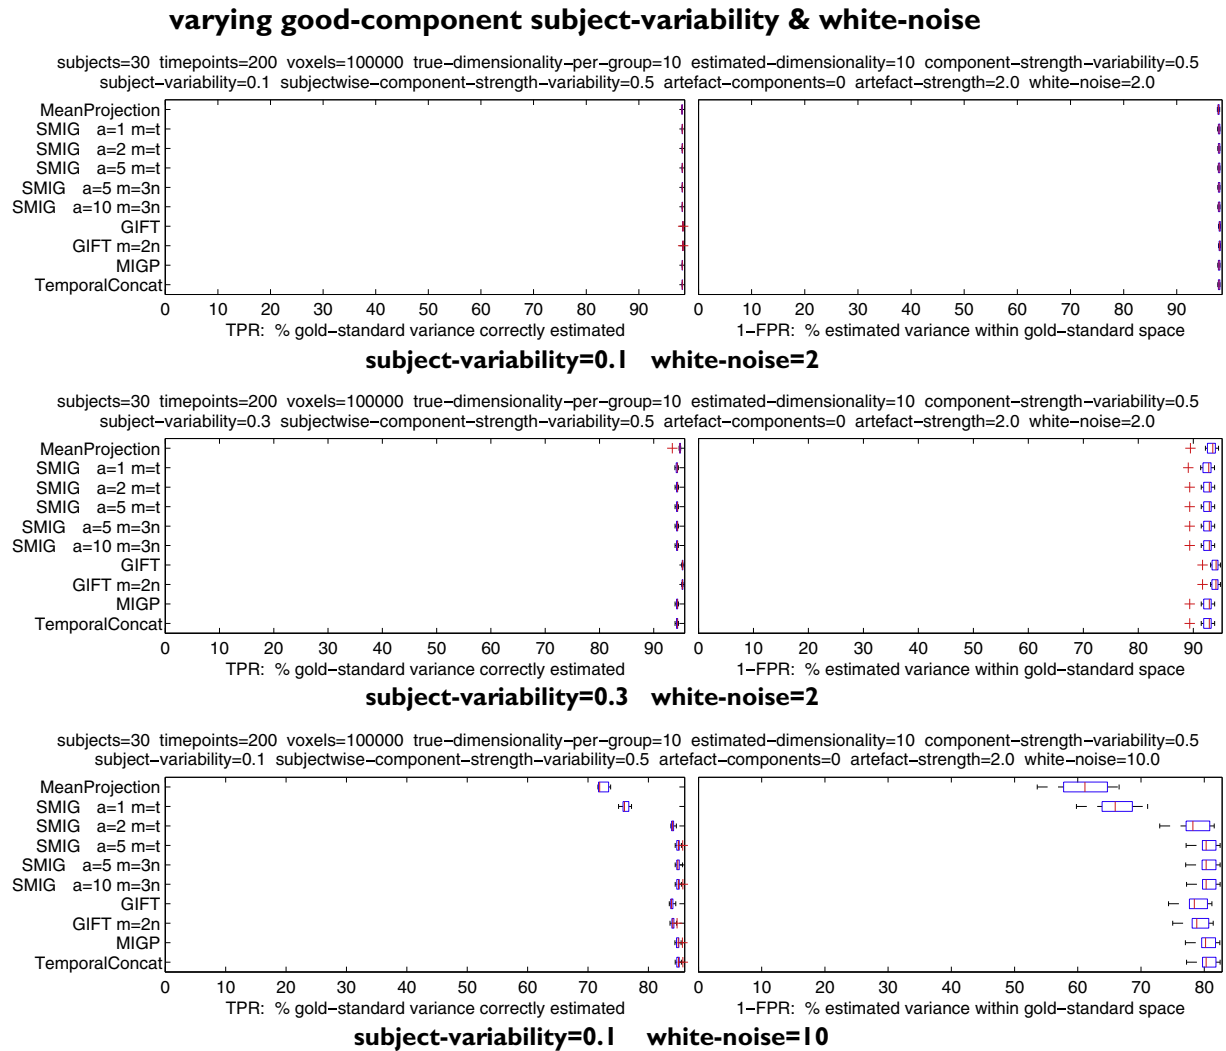 varying good-component subject-variability & white-noise
subjects=30 timepoints=200 voxels=100000 true−dimensionality−per−group=10 estimated−dimensionality=10 component−strength−variability=0.5
subject−variability=0.1 subjectwise−component−strength−variability=0.5 artefact−components=0 artefact−strength=2.0 white−noise=2.0
MeanProjection
SMIG a=1 m=t
SMIG a=2 m=t
SMIG a=5 m=t
SMIG a=5 m=3n
SMIG a=10 m=3n
GIFT
GIFT m=2n
MIGP
TemporalConcat
0 10 20 30 40 50 60 70 80 90
0 10 20 30 40 50 60 70 80 90
TPR: % gold−standard variance correctly estimated
1−FPR: % estimated variance within gold−standard space
subject-variability=0.1 white-noise=2
subjects=30 timepoints=200 voxels=100000 true−dimensionality−per−group=10 estimated−dimensionality=10 component−strength−variability=0.5
subject−variability=0.3 subjectwise−component−strength−variability=0.5 artefact−components=0 artefact−strength=2.0 white−noise=2.0
MeanProjection
SMIG a=1 m=t
SMIG a=2 m=t
SMIG a=5 m=t
SMIG a=5 m=3n
SMIG a=10 m=3n
GIFT
GIFT m=2n
MIGP
TemporalConcat
0 10 20 30 40 50 60 70 80 90
0 10 20 30 40 50 60 70 80 90
TPR: % gold−standard variance correctly estimated
1−FPR: % estimated variance within gold−standard space
subject-variability=0.3 white-noise=2
subjects=30 timepoints=200 voxels=100000 true−dimensionality−per−group=10 estimated−dimensionality=10 component−strength−variability=0.5
subject−variability=0.1 subjectwise−component−strength−variability=0.5 artefact−components=0 artefact−strength=2.0 white−noise=10.0
MeanProjection
SMIG a=1 m=t
SMIG a=2 m=t
SMIG a=5 m=t
SMIG a=5 m=3n
SMIG a=10 m=3n
GIFT
GIFT m=2n
MIGP
TemporalConcat
0 10 20 30 40 50 60 70 80
0 10 20 30 40 50 60 70 80
TPR: % gold−standard variance correctly estimated
1−FPR: % estimated variance within gold−standard space
subject-variability=0.1 white-noise=10